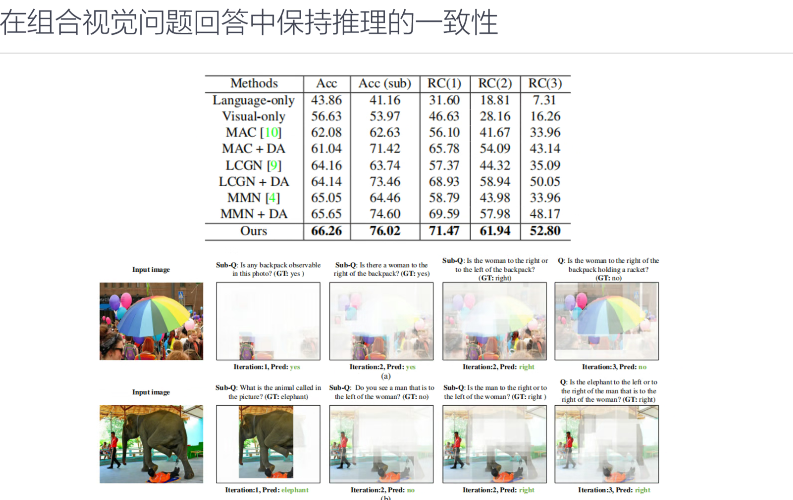 在组合视觉问题回答中保持推理的一致性
Methods Acc Acc (sub) RC(1) RC(2) RC(3)
Language-only 43.86 41.16 31.60 18.81 7.31
Visual-only 56.63 53.97 46.63 28.16 16.26
MAC [10] 62.08 62.63 56.10 41.67 33.96
MAC + DA 61.04 71.42 65.78 54.09 43.14
LCGN [9] 64.16 63.74 57.37 44.32 35.09
LCGN + DA 64.14 73.46 68.93 58.94 50.05
MMN [4] 65.05 64.46 58.79 43.98 33.96
MMN + DA 65.65 74.60 69.59 57.98 48.17
Ours 66.26 76.02 71.47 61.94 52.80
Input image
Sub-Q: Is any backpack observable
in this photo? (GT: yes )
Sub-Q: Is there a woman to the
right of the backpack? (GT: yes)
Sub-Q: Is the woman to the right or
to the left of the backpack?
(GT: right)
Q: Is the woman to the right of the
backpack holding a racket?
(GT: no)
Iteration:1, Pred: yes
Iteration:2, Pred: yes
Iteration:2, Pred: right
Iteration:3, Pred: no
(a)
Input image
Sub-Q: What is the animal called in
the picture? (GT: elephant)
Sub-Q: Do you see a man that is to
the left of the woman? (GT: no)
Sub-Q: Is the man to the right or to
the left of the woman? (GT: right )
Q: Is the elephant to the left or to
the right of the man that is to the
right of the woman? (GT: right)
Iteration:1, Pred: elephant
Iteration:2, Pred: no
Iteration:2, Pred: right
Iteration:3, Pred: right
(b)